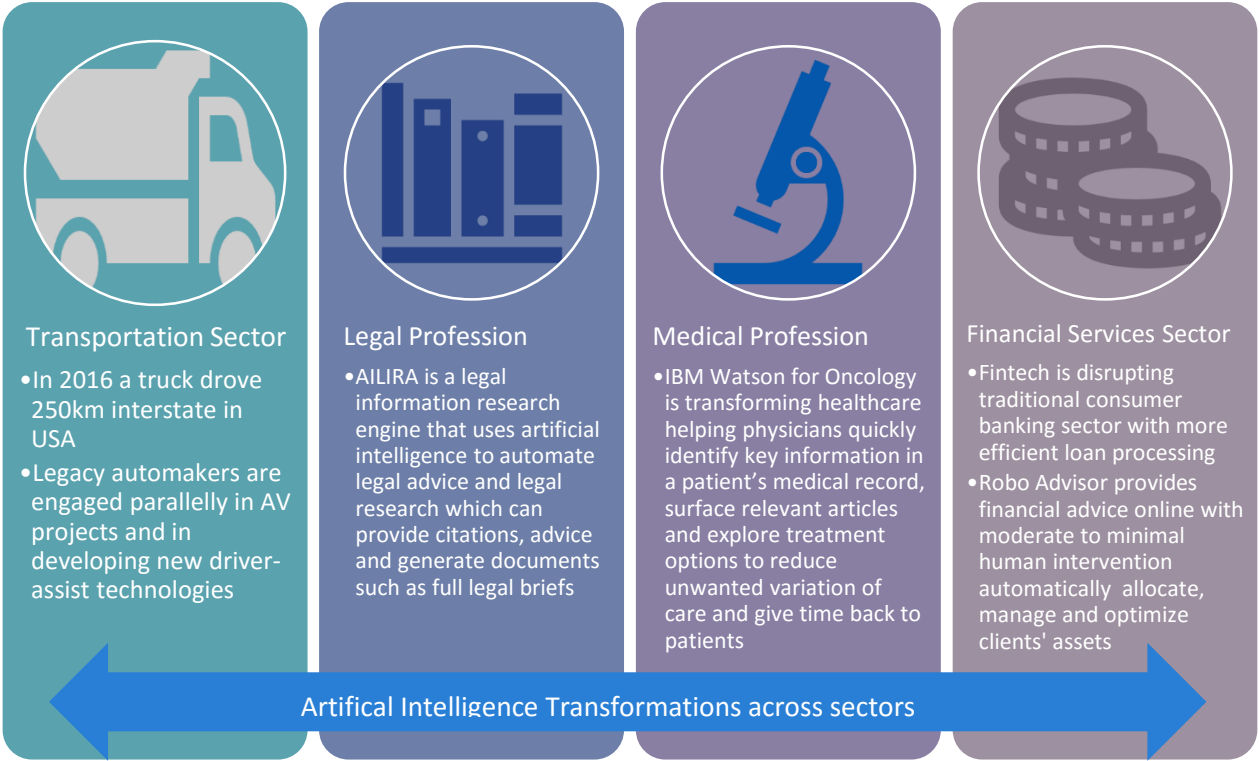 Transportation Sector
•In 2016 a truck drove
250km interstate in
USA
•Legacy automakers are
engaged parallelly in AV
projects and in
developing new driver-
assist technologies
Legal Profession
•AILIRA is a legal
information research
engine that uses artificial
intelligence to automate
legal advice and legal
research which can
provide citations, advice
and generate documents
such as full legal briefs
Medical Profession
•IBM Watson for Oncology
is transforming healthcare
helping physicians quickly
identify key information in
a patient’s medical record,
surface relevant articles
and explore treatment
options to reduce
unwanted variation of
care and give time back to
patients
Financial Services Sector
•Fintech is disrupting
traditional consumer
banking sector with more
efficient loan processing
•Robo Advisor provides
financial advice online with
moderate to minimal
human intervention
automatically allocate,
manage and optimize
clients' assets
Artifical Intelligence Transformations across sectors